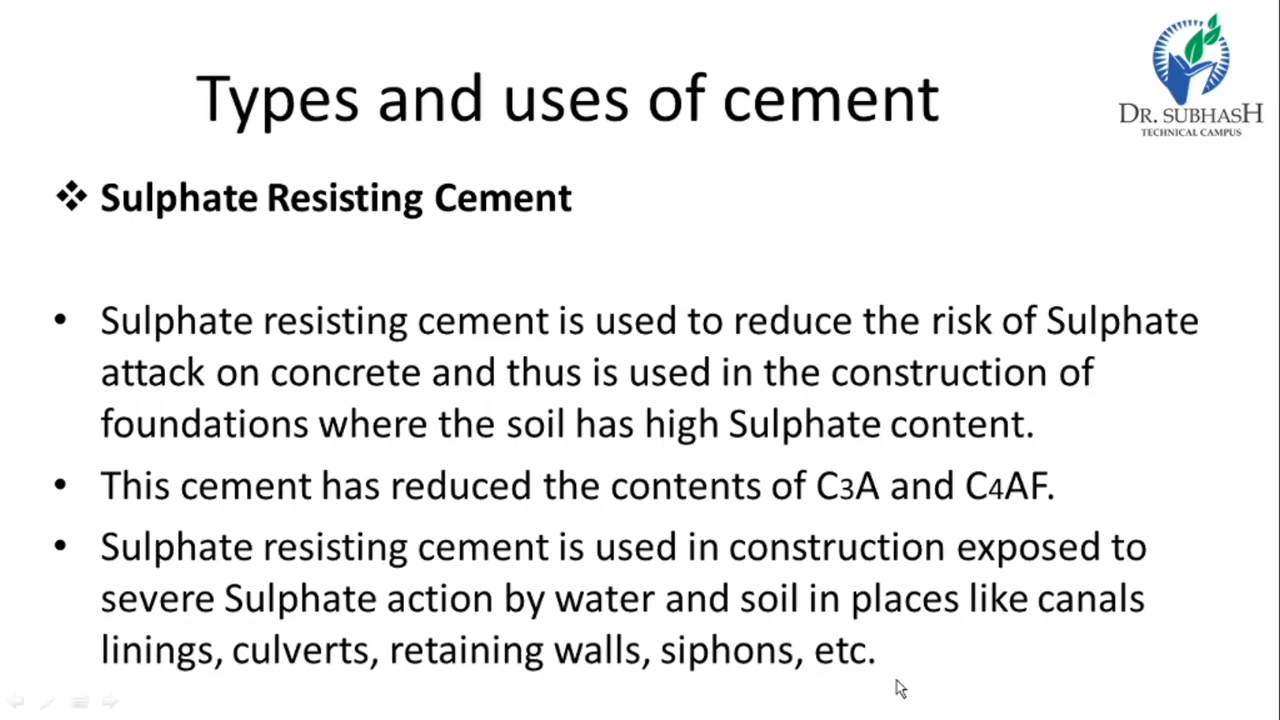 DR. SUBHASH
TECHNICAL CAMPUS
Types and uses of cement
❖ Sulphate Resisting Cement
• Sulphate resisting cement is used to reduce the risk of Sulphate
attack on concrete and thus is used in the construction of
foundations where the soil has high Sulphate content.
• This cement has reduced the contents of C3A and C4AF.
• Sulphate resisting cement is used in construction exposed to
severe Sulphate action by water and soil in places like canals
linings, culverts, retaining walls, siphons, etc.